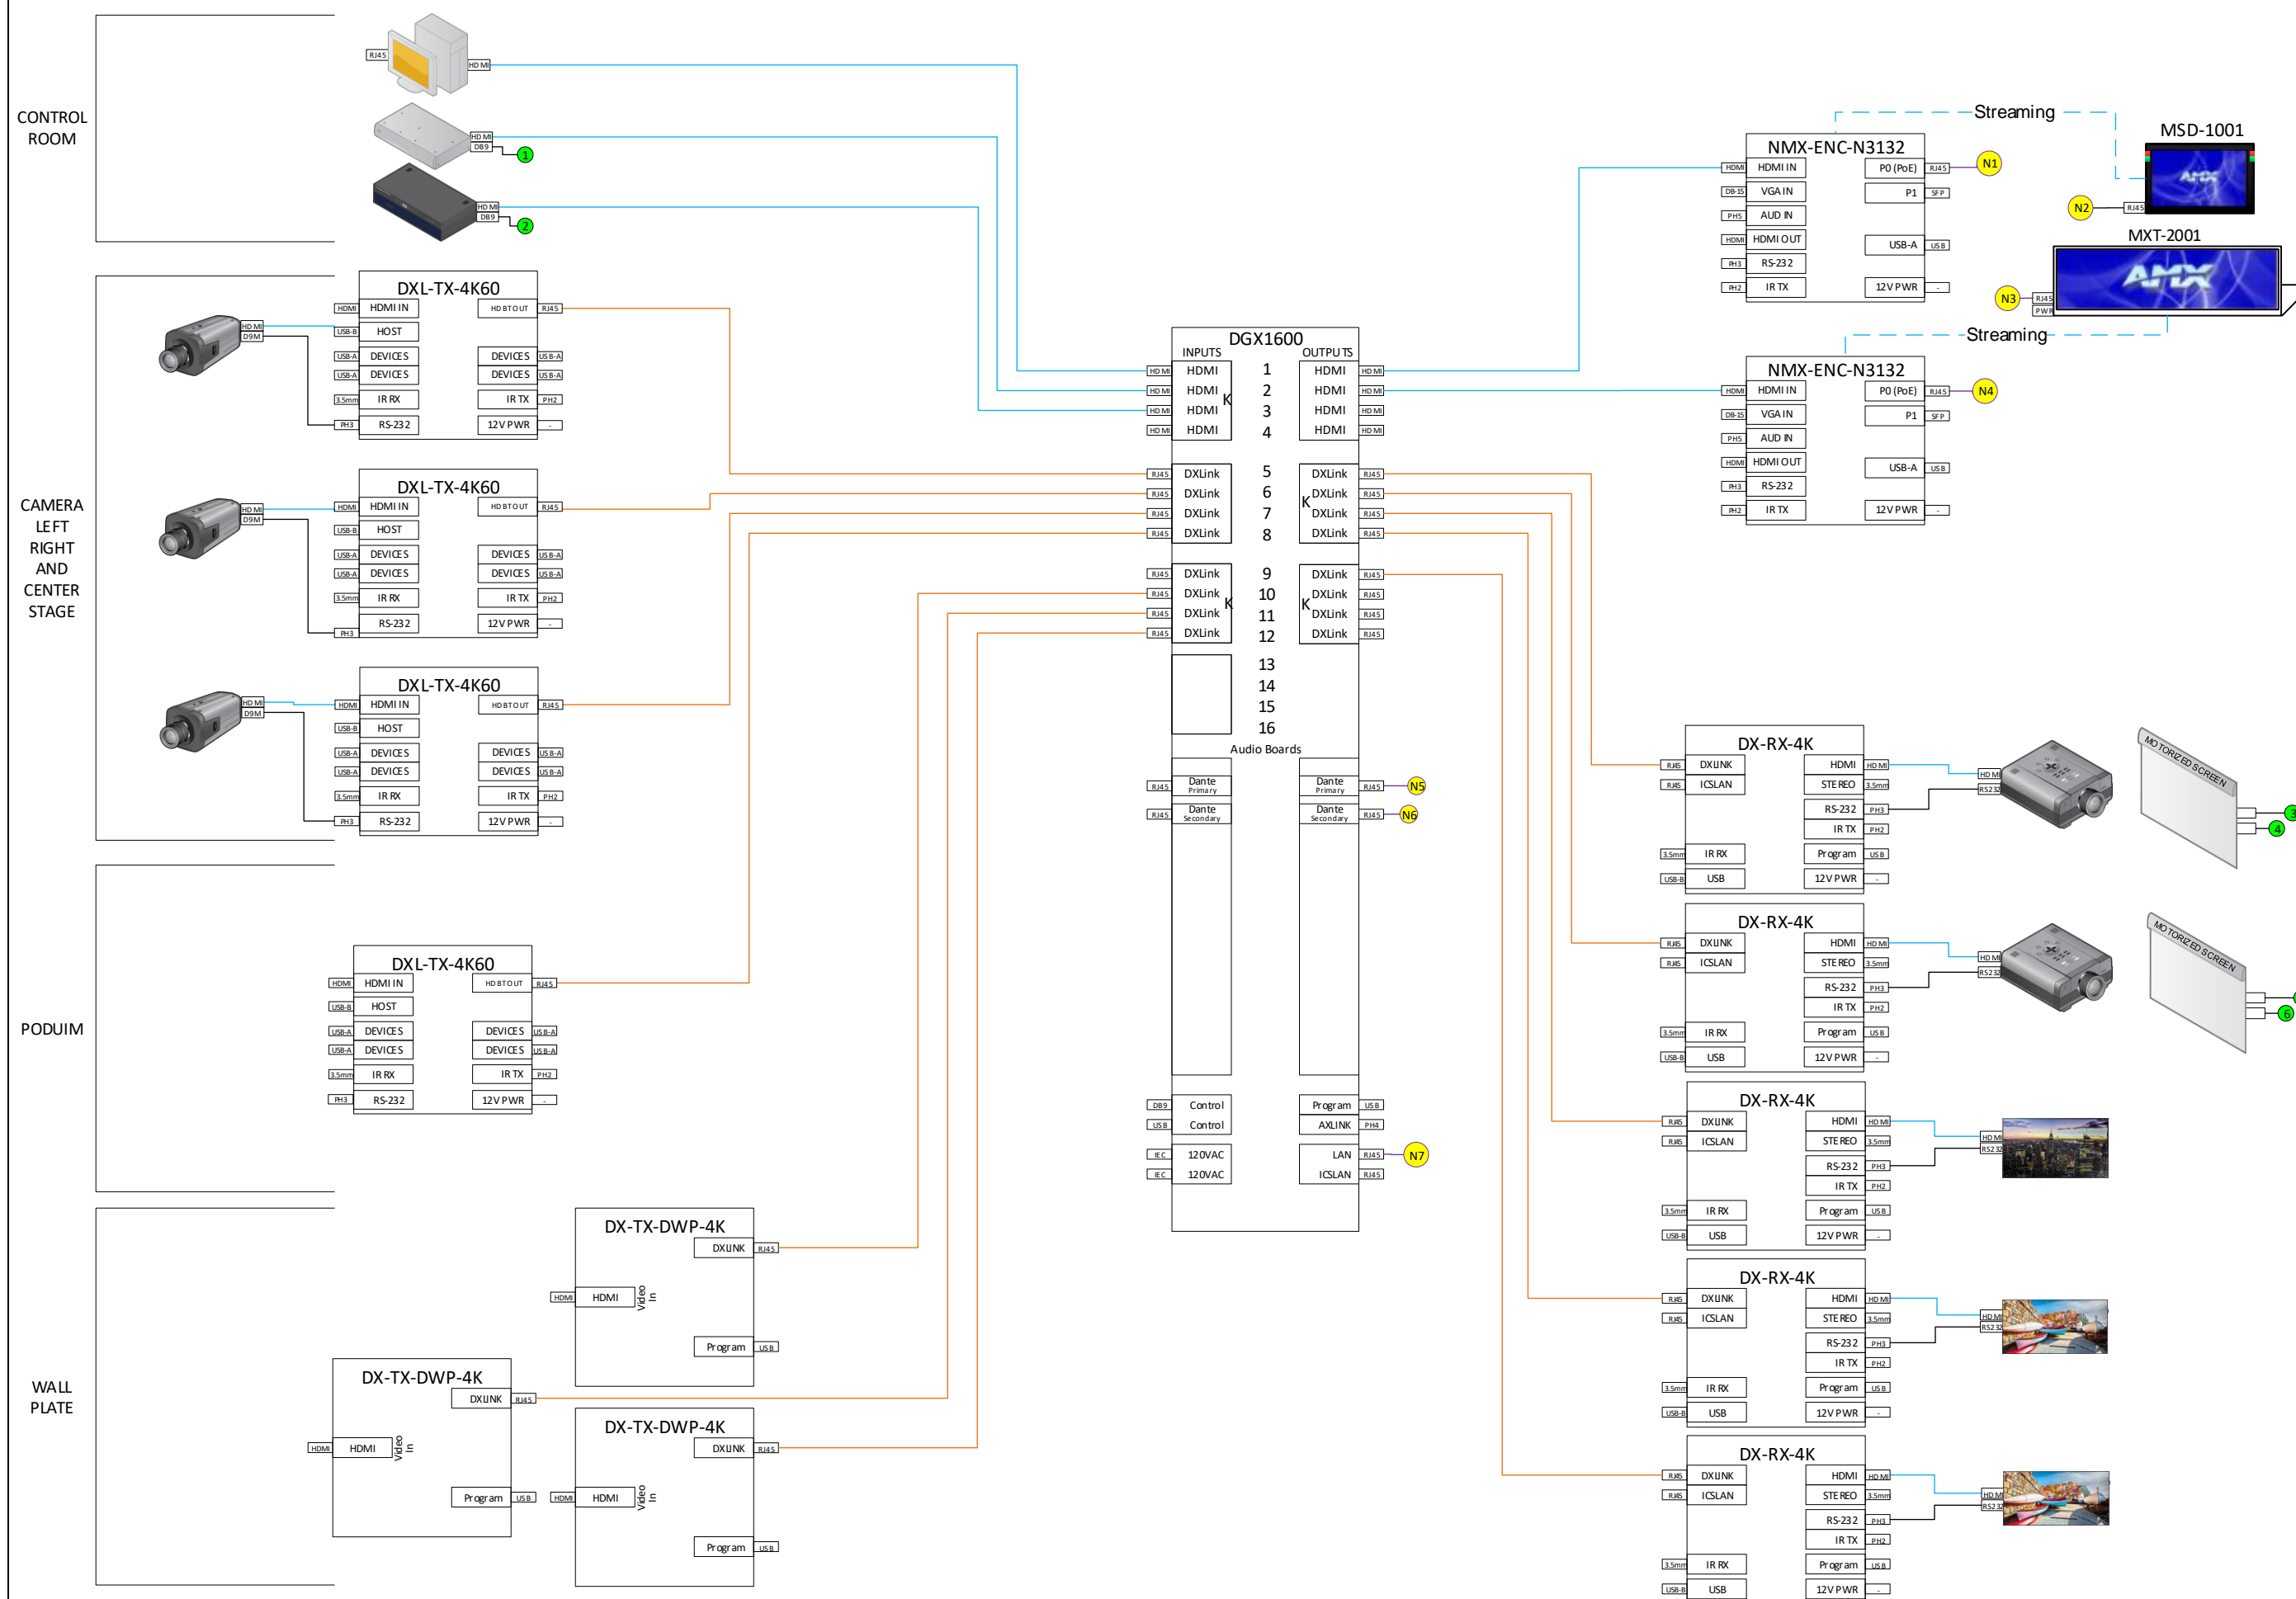 CONTROL
ROOM
RJ45
HDMI
HDMI
DB9
1
HDMI
DB9
2
CAMERA
LEFT
RIGHT
AND
CENTER
STAGE
HDMI
D9M
DXL-TX-4K60
HDMI HDMI IN HDBTOUT RJ45
USB-B HOST
USB-A DEVICES DEVICES USB-A
USB-A DEVICES DEVICES USB-A
3.5mm IR RX IR TX PH2
PH3 RS-232 12V PWR -
HDMI
D9M
DXL-TX-4K60
HDMI HDMI IN HDBTOUT RJ45
USB-B HOST
USB-A DEVICES DEVICES USB-A
USB-A DEVICES DEVICES USB-A
3.5mm IR RX IR TX PH2
PH3 RS-232 12V PWR -
HDMI
D9M
DXL-TX-4K60
HDMI HDMI IN HDBTOUT RJ45
USB-B HOST
USB-A DEVICES DEVICES USB-A
USB-A DEVICES DEVICES USB-A
3.5mm IR RX IR TX PH2
PH3 RS-232 12V PWR -
PODUIM
DXL-TX-4K60
HDMI HDMI IN HDBTOUT RJ45
USB-B HOST
USB-A DEVICES DEVICES USB-A
USB-A DEVICES DEVICES USB-A
3.5mm IR RX IR TX PH2
PH3 RS-232 12V PWR -
WALL
PLATE
DX-TX-DWP-4K
DXLINK RJ45
HDMI HDMI Video In
Program USB
DX-TX-DWP-4K
DXLINK RJ45
HDMI HDMI Video In
Program USB
DX-TX-DWP-4K
DXLINK RJ45
HDMI HDMI Video In
Program USB
DGX1600
INPUTS OUTPUTS
HDMI HDMI 1 HDMI HDMI
HDMI HDMI K 2 HDMI HDMI
HDMI HDMI 3 HDMI HDMI
HDMI HDMI 4 HDMI HDMI
RJ45 DXLink 5 DXLink RJ45
RJ45 DXLink 6 K DXLink RJ45
RJ45 DXLink 7 DXLink RJ45
RJ45 DXLink 8 DXLink RJ45
RJ45 DXLink 9 DXLink RJ45
RJ45 DXLink K 10 K DXLink RJ45
RJ45 DXLink 11 DXLink RJ45
RJ45 DXLink 12 DXLink RJ45
13
14
15
16
Audio Boards
RJ45 Dante Primary Dante Primary RJ45 N5
RJ45 Dante Secondary Dante Secondary RJ45 N6
DB9 Control Program USB
USB Control AXLINK PH4
IEC 120VAC LAN RJ45 N7
IEC 120VAC ICSLAN RJ45
Streaming
NMX-ENC-N3132
HDMI HDMI IN P0 (PoE) RJ45 N1
DB-15 VGA IN P1 SFP
PH5 AUD IN
HDMI HDMI OUT USB-A USB
PH3 RS-232
PH2 IR TX 12V PWR -
MSD-1001
AMX
N2 RJ45
MXT-2001
AMX
N3 RJ45
PWR
Streaming
NMX-ENC-N3132
HDMI HDMI IN P0 (PoE) RJ45 N4
DB-15 VGA IN P1 SFP
PH5 AUD IN
HDMI HDMI OUT USB-A USB
PH3 RS-232
PH2 IR TX 12V PWR -
DX-RX-4K
RJ45 DXLINK HDMI HDMI
RJ45 ICSLAN STEREO 3.5mm
RS-232 PH3
IR TX PH2
3.5mm IR RX Program USB
USB-B USB 12V PWR -
HDMI
RS232
MOTORIZED SCREEN
3
4
DX-RX-4K
RJ45 DXLINK HDMI HDMI
RJ45 ICSLAN STEREO 3.5mm
RS-232 PH3
IR TX PH2
3.5mm IR RX Program USB
USB-B USB 12V PWR -
HDMI
RS232
MOTORIZED SCREEN
6
DX-RX-4K
RJ45 DXLINK HDMI HDMI
RJ45 ICSLAN STEREO 3.5mm
RS-232 PH3
IR TX PH2
3.5mm IR RX Program USB
USB-B USB 12V PWR -
HDMI
RS232
DX-RX-4K
RJ45 DXLINK HDMI HDMI
RJ45 ICSLAN STEREO 3.5mm
RS-232 PH3
IR TX PH2
3.5mm IR RX Program USB
USB-B USB 12V PWR -
HDMI
RS232
DX-RX-4K
RJ45 DXLINK HDMI HDMI
RJ45 ICSLAN STEREO 3.5mm
RS-232 PH3
IR TX PH2
3.5mm IR RX Program USB
USB-B USB 12V PWR -
HDMI
RS232